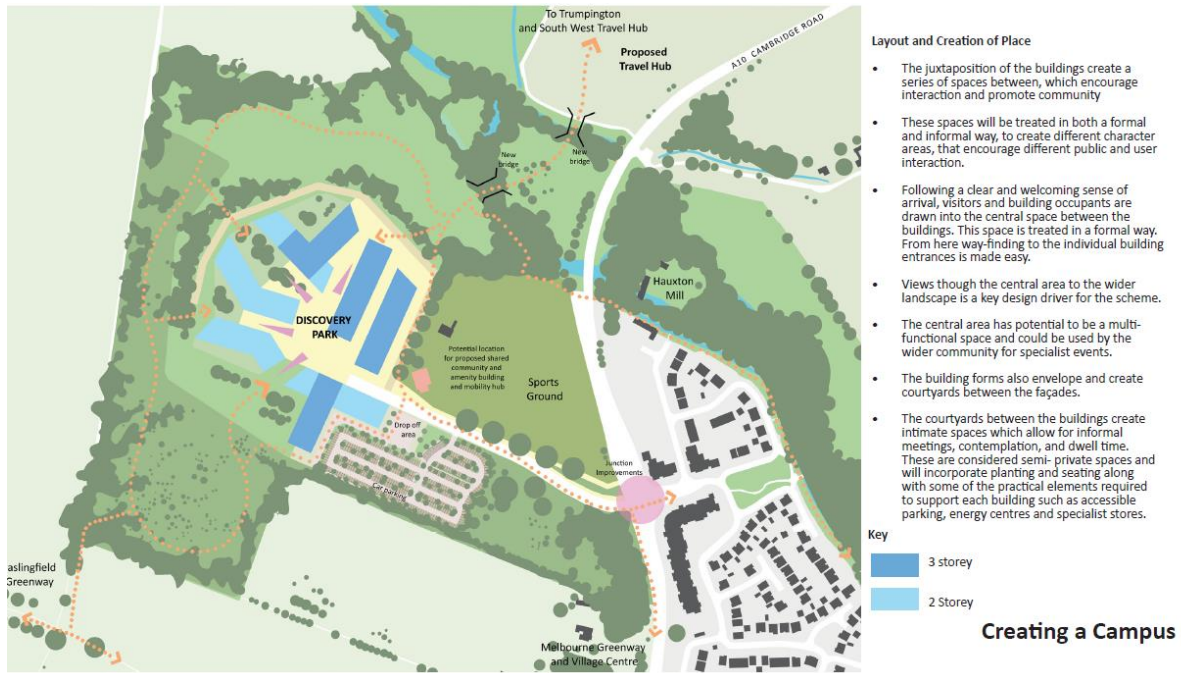 To Trumpington
and South West Travel Hub
Proposed
Travel Hub
A10 CAMBRIDGE ROAD
New
bridge
New
bridge
Hauxton
Mill
DISCOVERY
PARK
Potential location
for proposed shared
community and
amenity building
and mobility hub
Sports
Ground
Drop off
area
Car parking
Junction
Improvements
aslingfield
Greenway
Melbourne Greenway
and Village Centre
Layout and Creation of Place
• The juxtaposition of the buildings create a
series of spaces between, which encourage
interaction and promote community
• These spaces will be treated in both a formal
and informal way, to create different character
areas, that encourage different public and user
interaction.
• Following a clear and welcoming sense of
arrival, visitors and building occupants are
drawn into the central space between the
buildings. This space is treated in a formal way.
From here way-finding to the individual building
entrances is made easy.
• Views though the central area to the wider
landscape is a key design driver for the scheme.
• The central area has potential to be a multi-
functional space and could be used by the
wider community for specialist events.
• The building forms also envelope and create
courtyards between the façades.
• The courtyards between the buildings create
intimate spaces which allow for informal
meetings, contemplation, and dwell time.
These are considered semi- private spaces and
will incorporate planting and seating along
with some of the practical elements required
to support each building such as accessible
parking, energy centres and specialist stores.
Key
3 storey
2 Storey
Creating a Campus